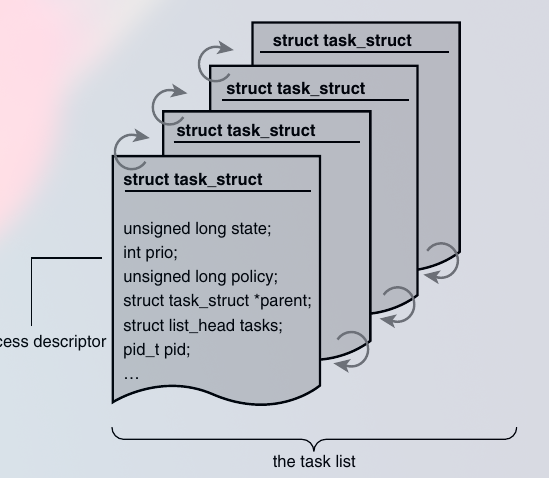 struct task_struct
struct task_struct
struct task_struct
struct task_struct
unsigned long state;
int prio;
unsigned long policy;
struct task_struct *parent;
struct list_head tasks;
pid_t pid;
...
cess descriptor
the task list